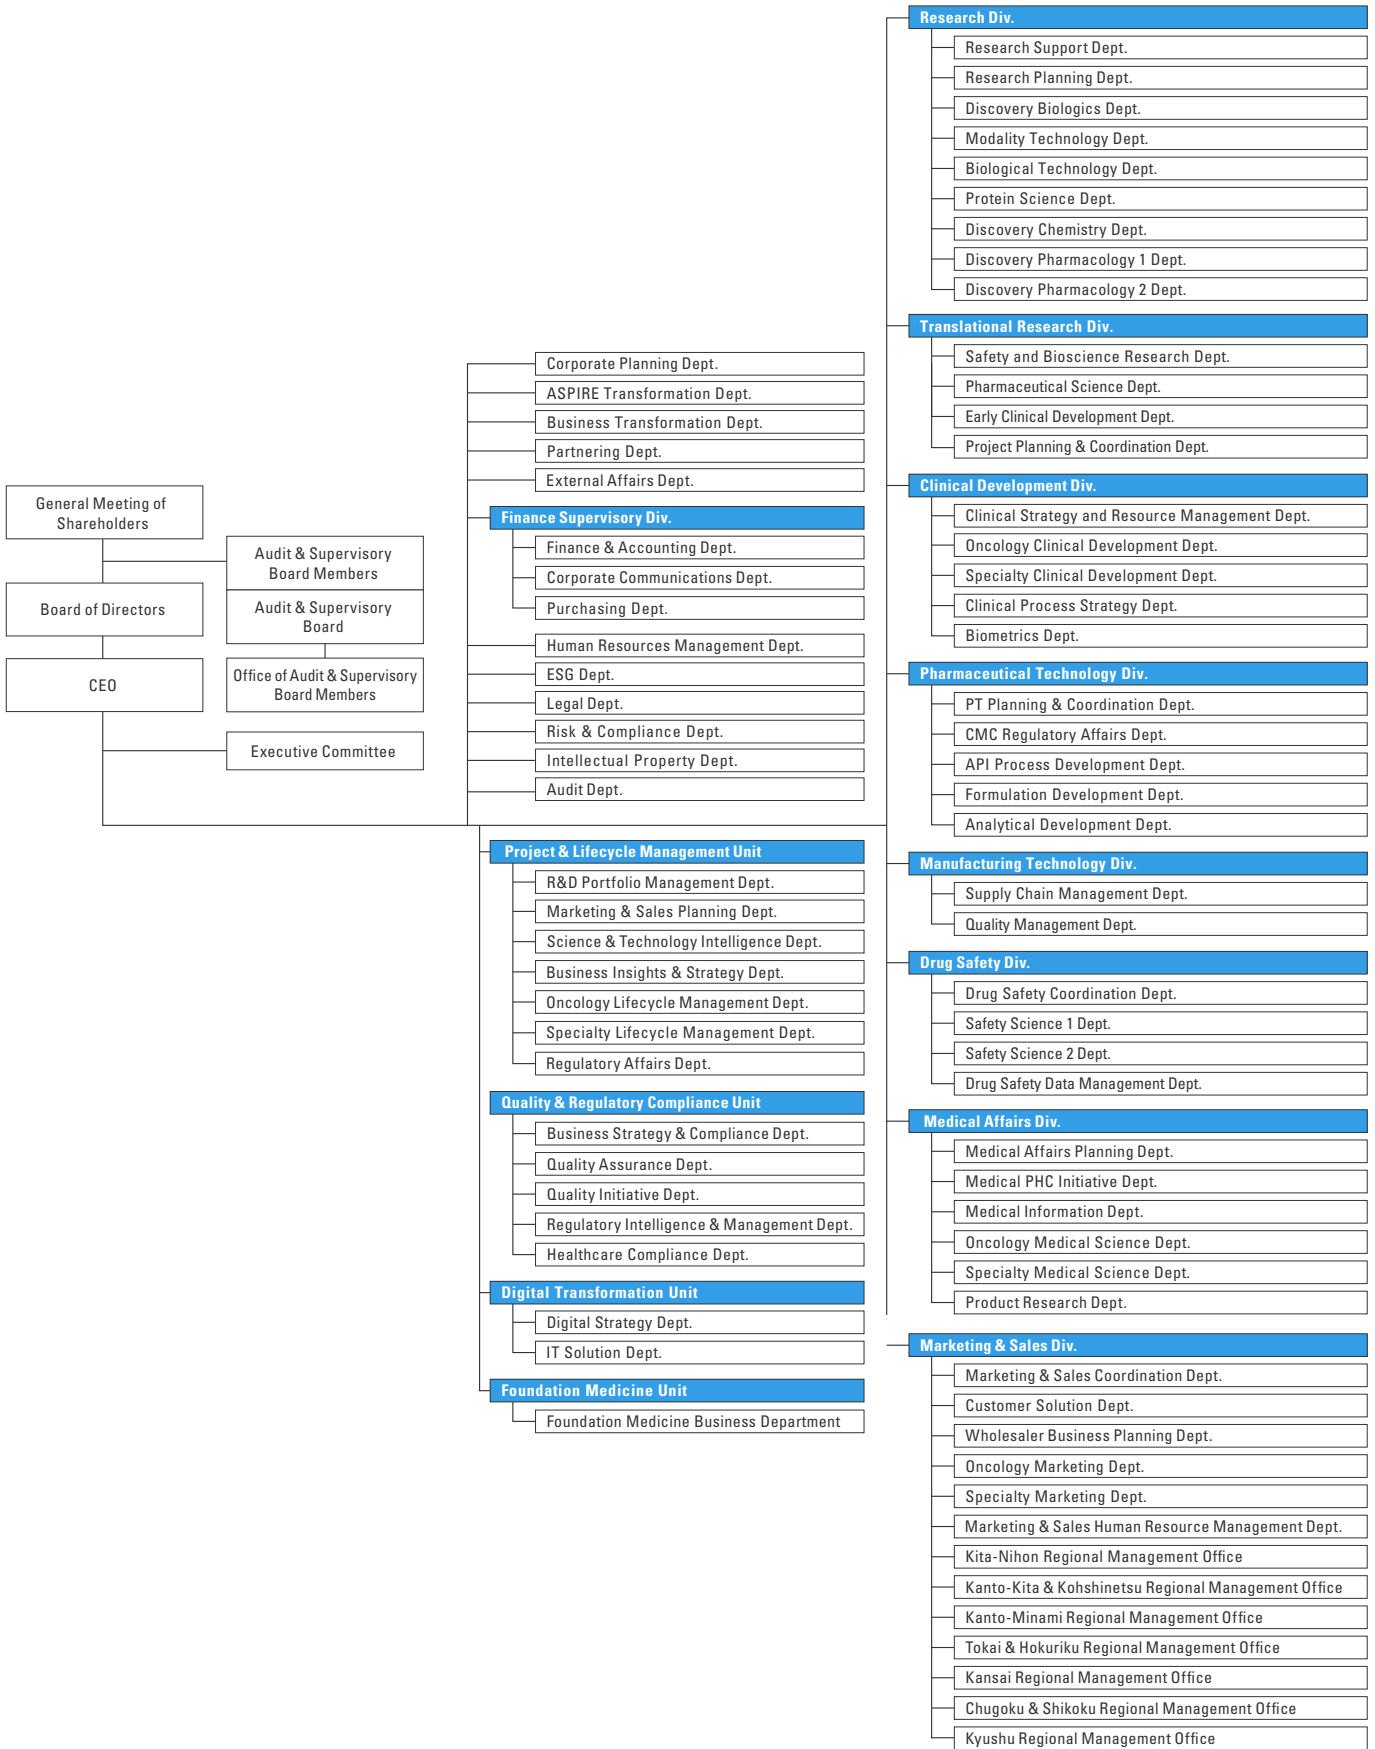 General Meeting of
Shareholders
Audit & Supervisory
Board Members
Board of Directors
Audit & Supervisory
Board
CEO
Office of Audit & Supervisory
Board Members
Executive Committee
Corporate Planning Dept.
ASPIRE Transformation Dept.
Business Transformation Dept.
Partnering Dept.
External Affairs Dept.
Finance Supervisory Div.
Finance & Accounting Dept.
Corporate Communications Dept.
Purchasing Dept.
Human Resources Management Dept.
ESG Dept.
Legal Dept.
Risk & Compliance Dept.
Intellectual Property Dept.
Audit Dept.
Project & Lifecycle Management Unit
R&D Portfolio Management Dept.
Marketing & Sales Planning Dept.
Science & Technology Intelligence Dept.
Business Insights & Strategy Dept.
Oncology Lifecycle Management Dept.
Specialty Lifecycle Management Dept.
Regulatory Affairs Dept.
Quality & Regulatory Compliance Unit
Business Strategy & Compliance Dept.
Quality Assurance Dept.
Quality Initiative Dept.
Regulatory Intelligence & Management Dept.
Healthcare Compliance Dept.
Digital Transformation Unit
Digital Strategy Dept.
IT Solution Dept.
Foundation Medicine Unit
Foundation Medicine Business Department
Research Div.
Research Support Dept.
Research Planning Dept.
Discovery Biologics Dept.
Modality Technology Dept.
Biological Technology Dept.
Protein Science Dept.
Discovery Chemistry Dept.
Discovery Pharmacology 1 Dept.
Discovery Pharmacology 2 Dept.
Translational Research Div.
Safety and Bioscience Research Dept.
Pharmaceutical Science Dept.
Early Clinical Development Dept.
Project Planning & Coordination Dept.
Clinical Development Div.
Clinical Strategy and Resource Management Dept.
Oncology Clinical Development Dept.
Specialty Clinical Development Dept.
Clinical Process Strategy Dept.
Biometrics Dept.
Pharmaceutical Technology Div.
PT Planning & Coordination Dept.
CMC Regulatory Affairs Dept.
API Process Development Dept.
Formulation Development Dept.
Analytical Development Dept.
Manufacturing Technology Div.
Supply Chain Management Dept.
Quality Management Dept.
Drug Safety Div.
Drug Safety Coordination Dept.
Safety Science 1 Dept.
Safety Science 2 Dept.
Drug Safety Data Management Dept.
Medical Affairs Div.
Medical Affairs Planning Dept.
Medical PHC Initiative Dept.
Medical Information Dept.
Oncology Medical Science Dept.
Specialty Medical Science Dept.
Product Research Dept.
Marketing & Sales Div.
Marketing & Sales Coordination Dept.
Customer Solution Dept.
Wholesaler Business Planning Dept.
Oncology Marketing Dept.
Specialty Marketing Dept.
Marketing & Sales Human Resource Management Dept.
Kita-Nihon Regional Management Office
Kanto-Kita & Kohshinetsu Regional Management Office
Kanto-Minami Regional Management Office
Tokai & Hokuriku Regional Management Office
Kansai Regional Management Office
Chugoku & Shikoku Regional Management Office
Kyushu Regional Management Office